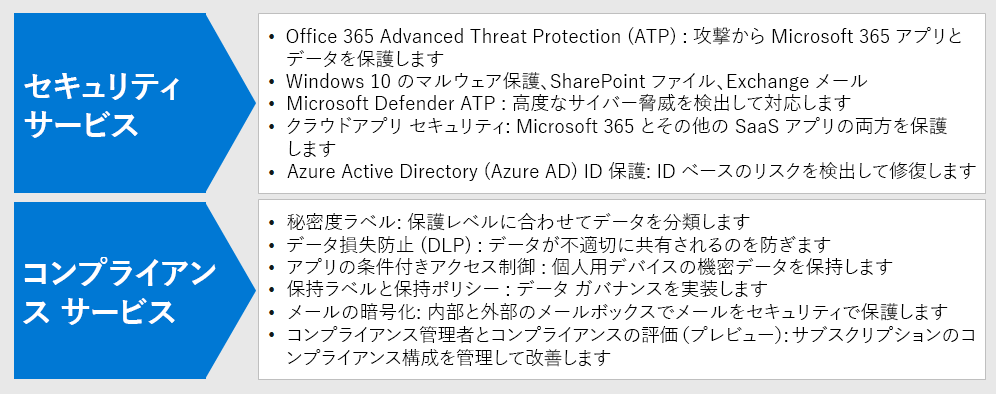 セキュリティ
サービス
• Office 365 Advanced Threat Protection (ATP) : 攻撃から Microsoft 365 アプリと
データを保護します
• Windows 10 のマルウェア保護、SharePoint ファイル、Exchange メール
• Microsoft Defender ATP : 高度なサイバー脅威を検出して対応します
• クラウドアプリ セキュリティ: Microsoft 365 とその他の SaaS アプリの両方を保護
します
• Azure Active Directory (Azure AD) ID 保護: ID ベースのリスクを検出して修復します
コンプライアン
ス サービス
• 秘密度ラベル: 保護レベルに合わせてデータを分類します
• データ損失防止 (DLP) : データが不適切に共有されるのを防ぎます
• アプリの条件付きアクセス制御 : 個人用デバイスの機密データを保持します
• 保持ラベルと保持ポリシー : データ ガバナンスを実装します
• メールの暗号化: 内部と外部のメールボックスでメールをセキュリティで保護します
• コンプライアンス管理者とコンプライアンスの評価 (プレビュー): サブスクリプションのコ
ンプライアンス構成を管理して改善します